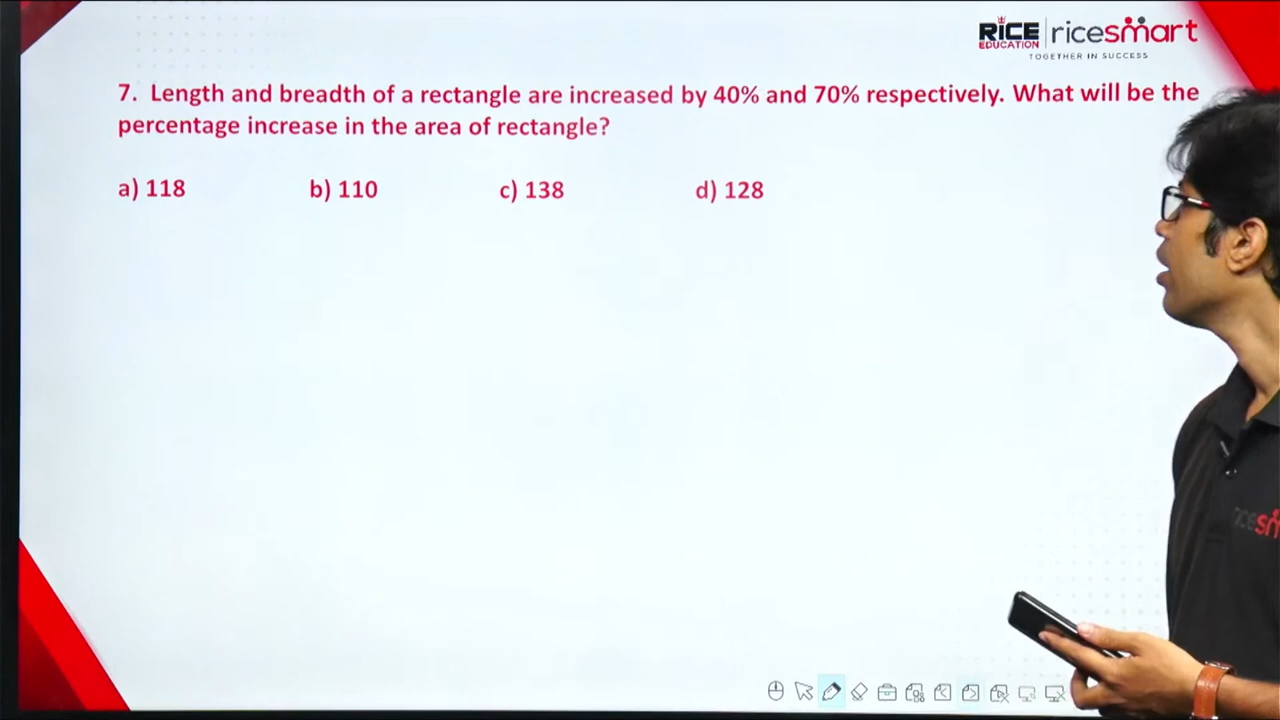 RICE
EDUCATION
ricesmart
TOGETHER IN SUCCESS
7. Length and breadth of a rectangle are increased by 40% and 70% respectively. What will be the
percentage increase in the area of rectangle?
a) 118 b) 110 c) 138 d) 128